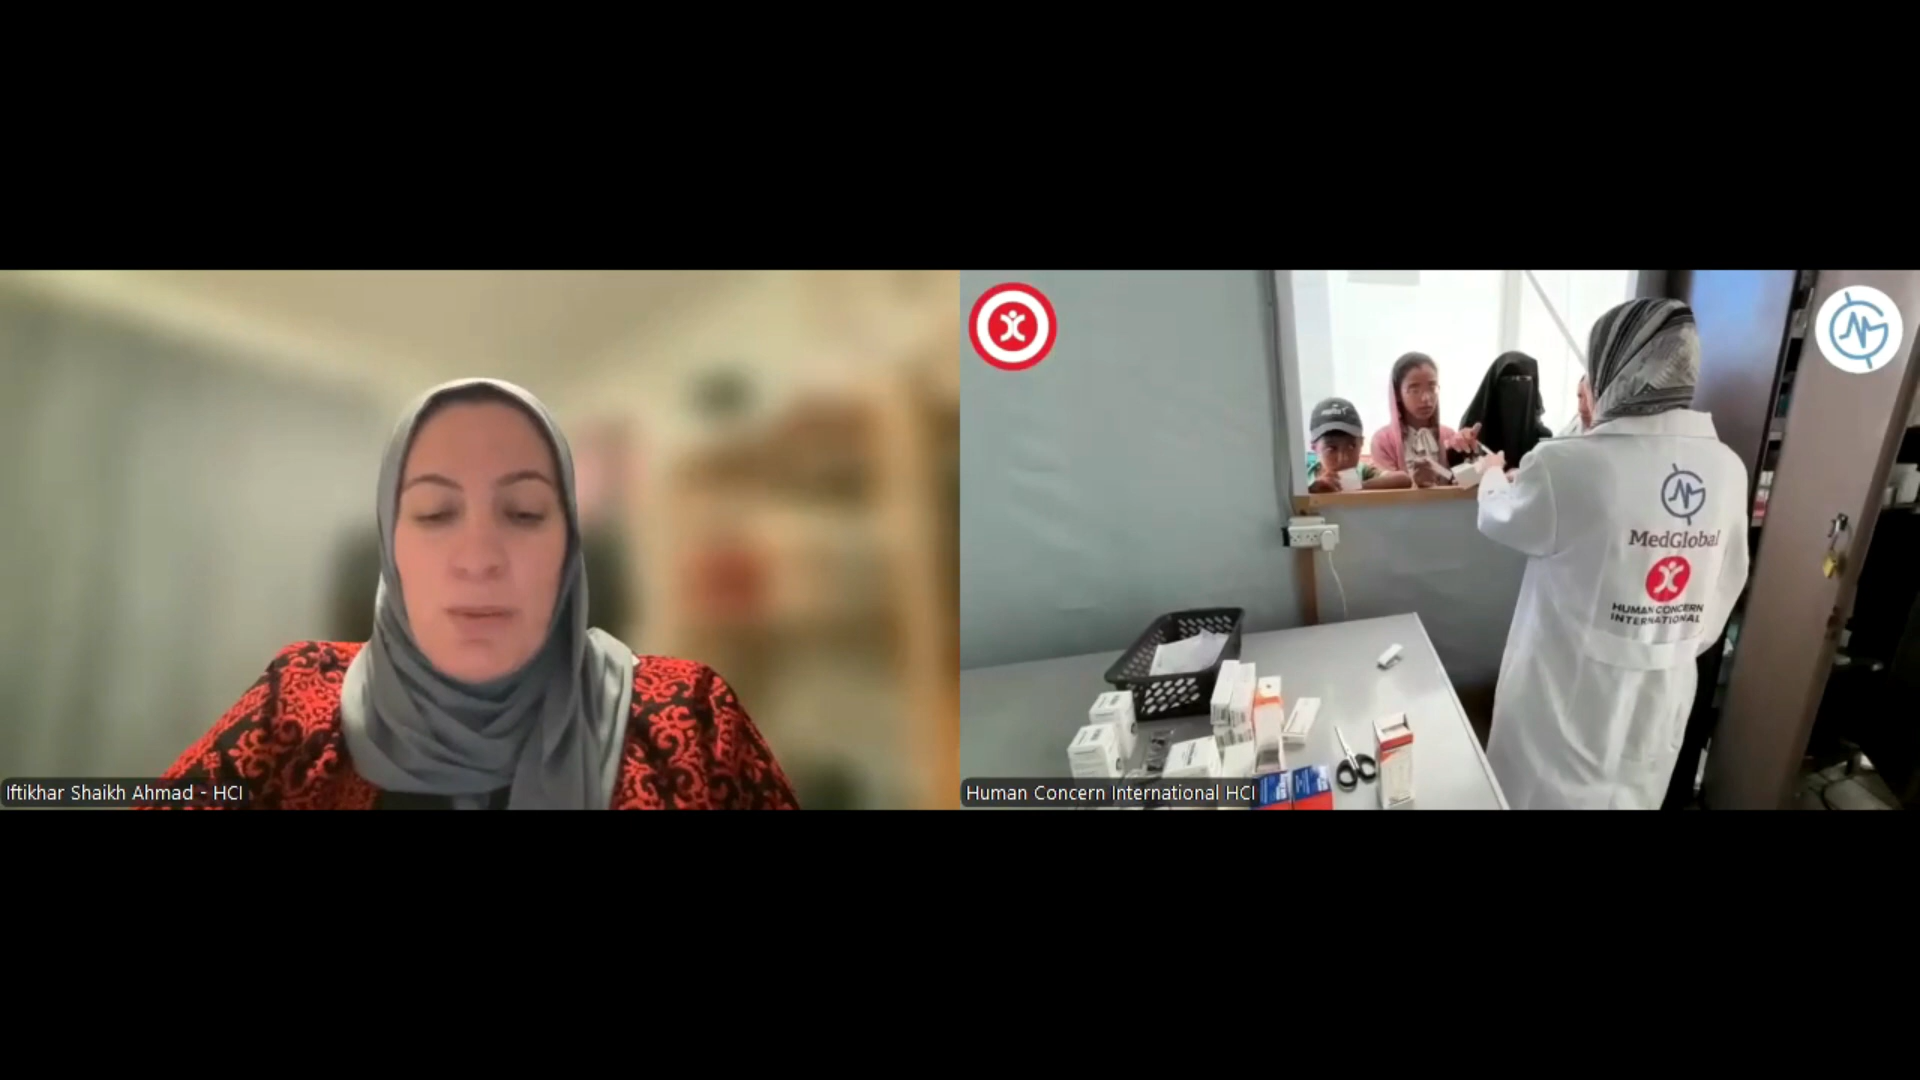 MedGlobal
HUMAN CONCERN
INTERNATIONAL
Iftikhar Shaikh Ahmad - HCI
Human Concern International HCI